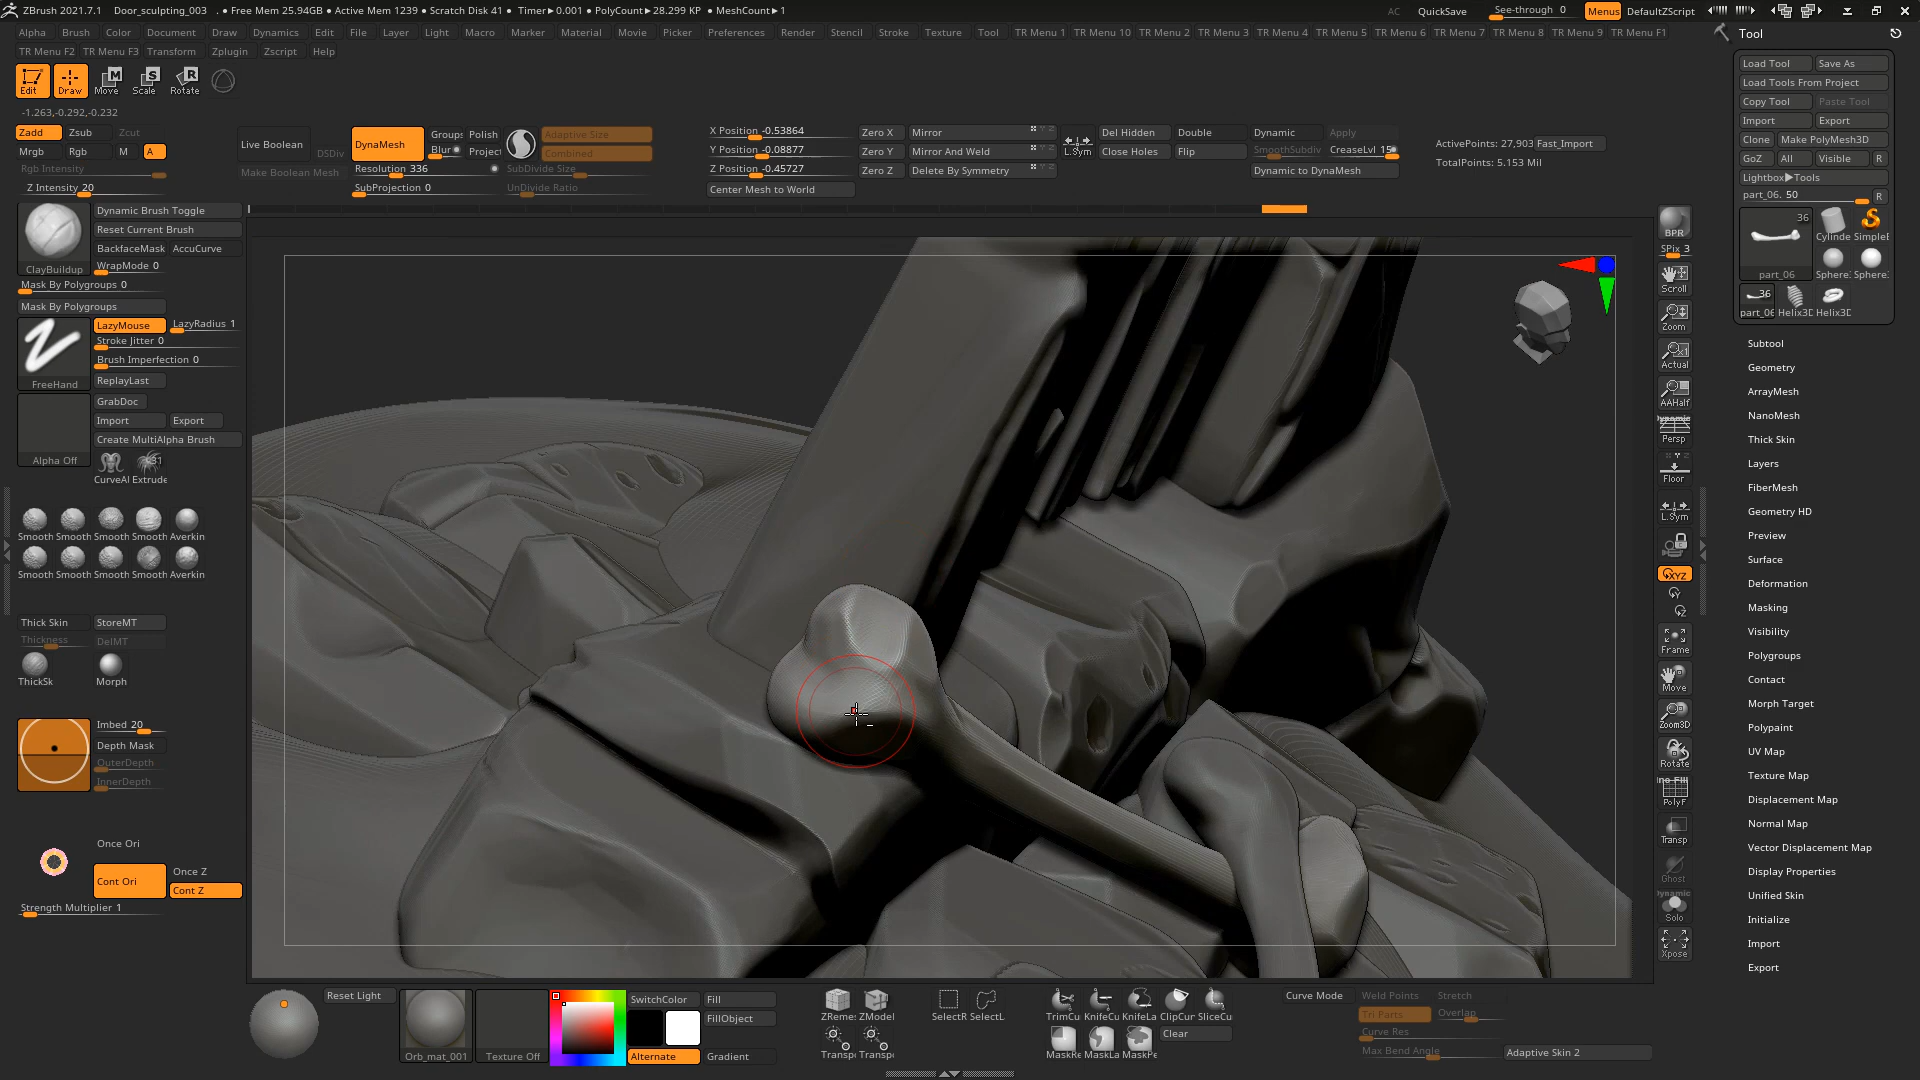 ZBrush 2021.7.1 Door_sculpting_003 . • Free Mem 25.94GB • Active Mem 1239 • Scratch Disk 41 • Timer▶0.001 • PolyCount▶28.299 KP • MeshCount▶1 AC QuickSave See-through 0 Menus DefaultZScript
Alpha Brush Color Document Draw Dynamics Edit File Layer Light Macro Marker Material Movie Picker Preferences Render Stencil Stroke Texture Tool TR Menu 1 TR Menu 10 TR Menu 2 TR Menu 3 TR Menu 4 TR Menu 5 TR Menu 6 TR Menu 7 TR Menu 8 TR Menu 9 TR Menu F1
TR Menu F2 TR Menu F3 Transform Zplugin Zscript Help
Edit Draw Move Scale Rotate
-1.263,-0.292,-0.232
Zadd Zsub Zcut
Mrgb Rgb M A
Rgb Intensity
Z Intensity 20
Live Boolean DSDiv
Make Boolean Mesh
DynaMesh Groups Polish
Blur Project
Resolution 336
SubProjection 0
Adaptive Size
Combined
SubDivide Size
UnDivide Ratio
X Position -0.53864
Y Position -0.08877
Z Position -0.45727
Center Mesh to World
Zero X Mirror
Zero Y Mirror And Weld
Zero Z Delete By Symmetry
L.Sym
Del Hidden Double
Close Holes Flip
Dynamic Apply
SmoothSubdiv CreaseLvl 15
Dynamic to DynaMesh
ActivePoints: 27,903 Fast_Import
TotalPoints: 5.153 Mil
ClayBuildup
Dynamic Brush Toggle
Reset Current Brush
BackfaceMask AccuCurve
WrapMode 0
Mask By Polygroups 0
Mask By Polygroups
FreeHand
LazyMouse LazyRadius 1
Stroke Jitter 0
Brush Imperfection 0
ReplayLast
Alpha Off
GrabDoc
Import Export
Create MultiAlpha Brush
31
CurveAl Extrude
Smooth Smooth Smooth Smooth Averkin
Smooth Smooth Smooth Smooth Averkin
Thick Skin StoreMT
Thickness DelMT
ThickSk Morph
Imbed 20
Depth Mask
OuterDepth
InnerDepth
Once Ori
Cont Ori
Once Z
Cont Z
Strength Multiplier 1
BPR
SPix 3
Scroll
Zoom
Actual
AAHalf
Dynamic
Persp
Floor
L.Sym
XYZ
Frame
Move
Zoom3D
Rotate
PolyF
Transp
Ghost
Dynamic
Solo
Xpose
Tool
Load Tool Save As
Load Tools From Project
Copy Tool Paste Tool
Import Export
Clone Make PolyMesh3D
GoZ All Visible R
Lightbox▶Tools
part_06. 50 R
36
part_06
Cylinde SimpleE
Sphere: Sphere:
36
part_06 Helix3D Helix3D
Subtool
Geometry
ArrayMesh
NanoMesh
Thick Skin
Layers
FiberMesh
Geometry HD
Preview
Surface
Deformation
Masking
Visibility
Polygroups
Contact
Morph Target
Polypaint
UV Map
Texture Map
Displacement Map
Normal Map
Vector Displacement Map
Display Properties
Unified Skin
Initialize
Import
Export
Reset Light
Orb_mat_001
Texture Off
SwitchColor Fill
FillObject
Alternate Gradient
ZRemes ZModel
Transp Transp
SelectR SelectL
TrimCu KnifeCu KnifeLa ClipCur SliceCu
MaskRe MaskLa MaskPe
Clear
Curve Mode
Weld Points Stretch
Tri Parts Overlap
Curve Res
Max Bend Angle
Adaptive Skin 2